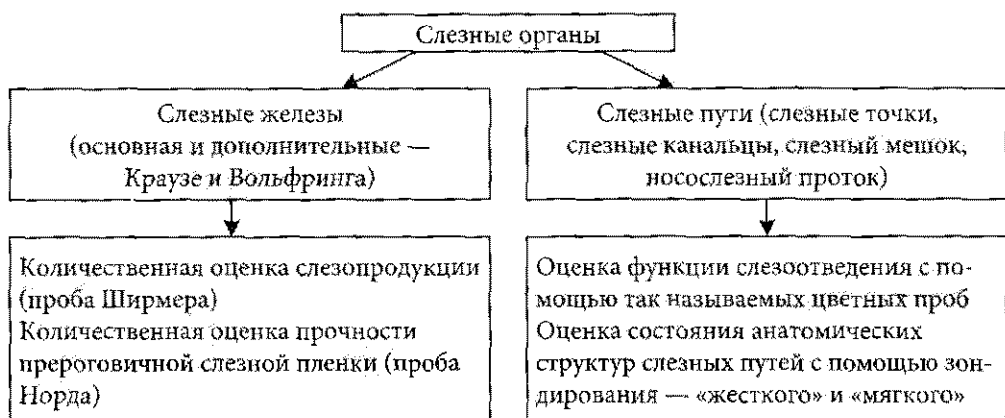 Слезные органы
Слезные железы
(основная и дополнительные —
Краузе и Вольфринга)
Слезные пути (слезные точки,
слезные канальцы, слезный мешок,
носослезный проток)
Количественная оценка слезопродукции
(проба Ширмера)
Количественная оценка прочности
прероговичной слезной пленки (проба
Норда)
Оценка функции слезоотведения с по-
мощью так называемых цветных проб
Оценка состояния анатомических
структур слезных путей с помощью зон-
дирования — «жесткого» и «мягкого»